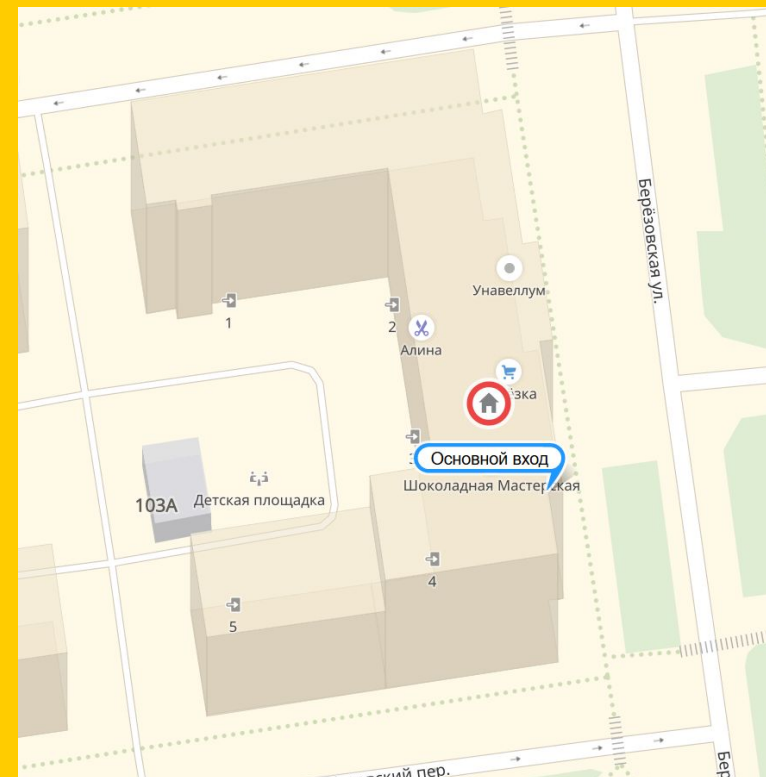 Берёзовская ул.
Унавеллум
1
2
Алина
Основной вход
Шоколадная Мастерская
103А
Детская площадка
4
5